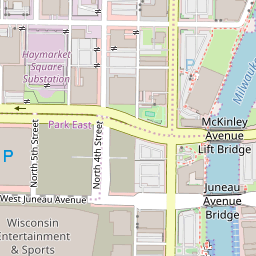 Haymarket
Square
Substation
P
Milwau
McKinley
Avenue
Lift Bridge
Park East
North 5th Street
North 4th Street
P
West Juneau Avenue
Juneau
Avenue
Bridge
Wisconsin
Entertainment
& Sports